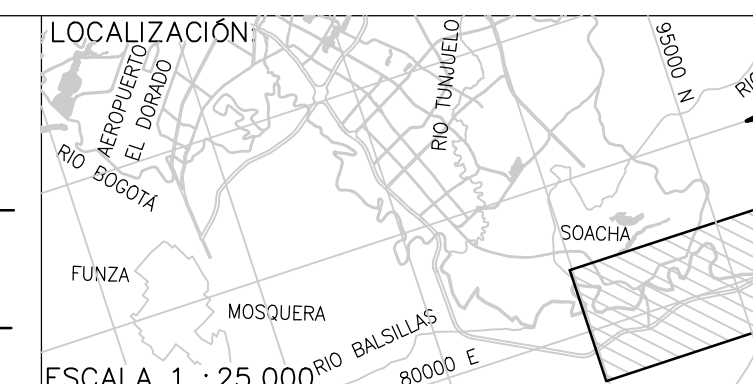 LOCALIZACIÓN:
AEROPUERTO
EL DORADO
RIO BOGOTÁ
RIO TUNJUELO
95000 N
SOACHA
FUNZA
MOSQUERA
RIO BALSILLAS
80000 E
ESCALA 1 : 25.000